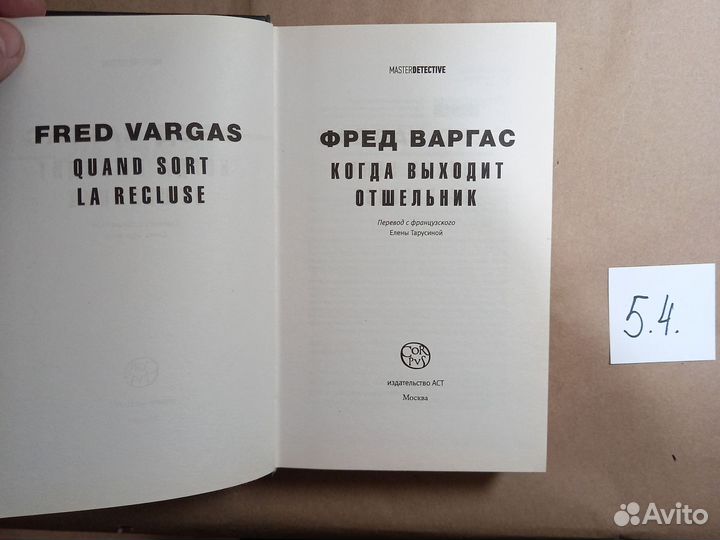 FRED VARGAS
QUAND SORT
LA RECLUSE
MASTERDETECTIVE
ФРЕД ВАРГАС
КОГДА ВЫХОДИТ
ОТШЕЛЬНИК
Перевод с французского
Елены Тарусиной
CORPVS
издательство АСТ
Москва
5.4.
Avito